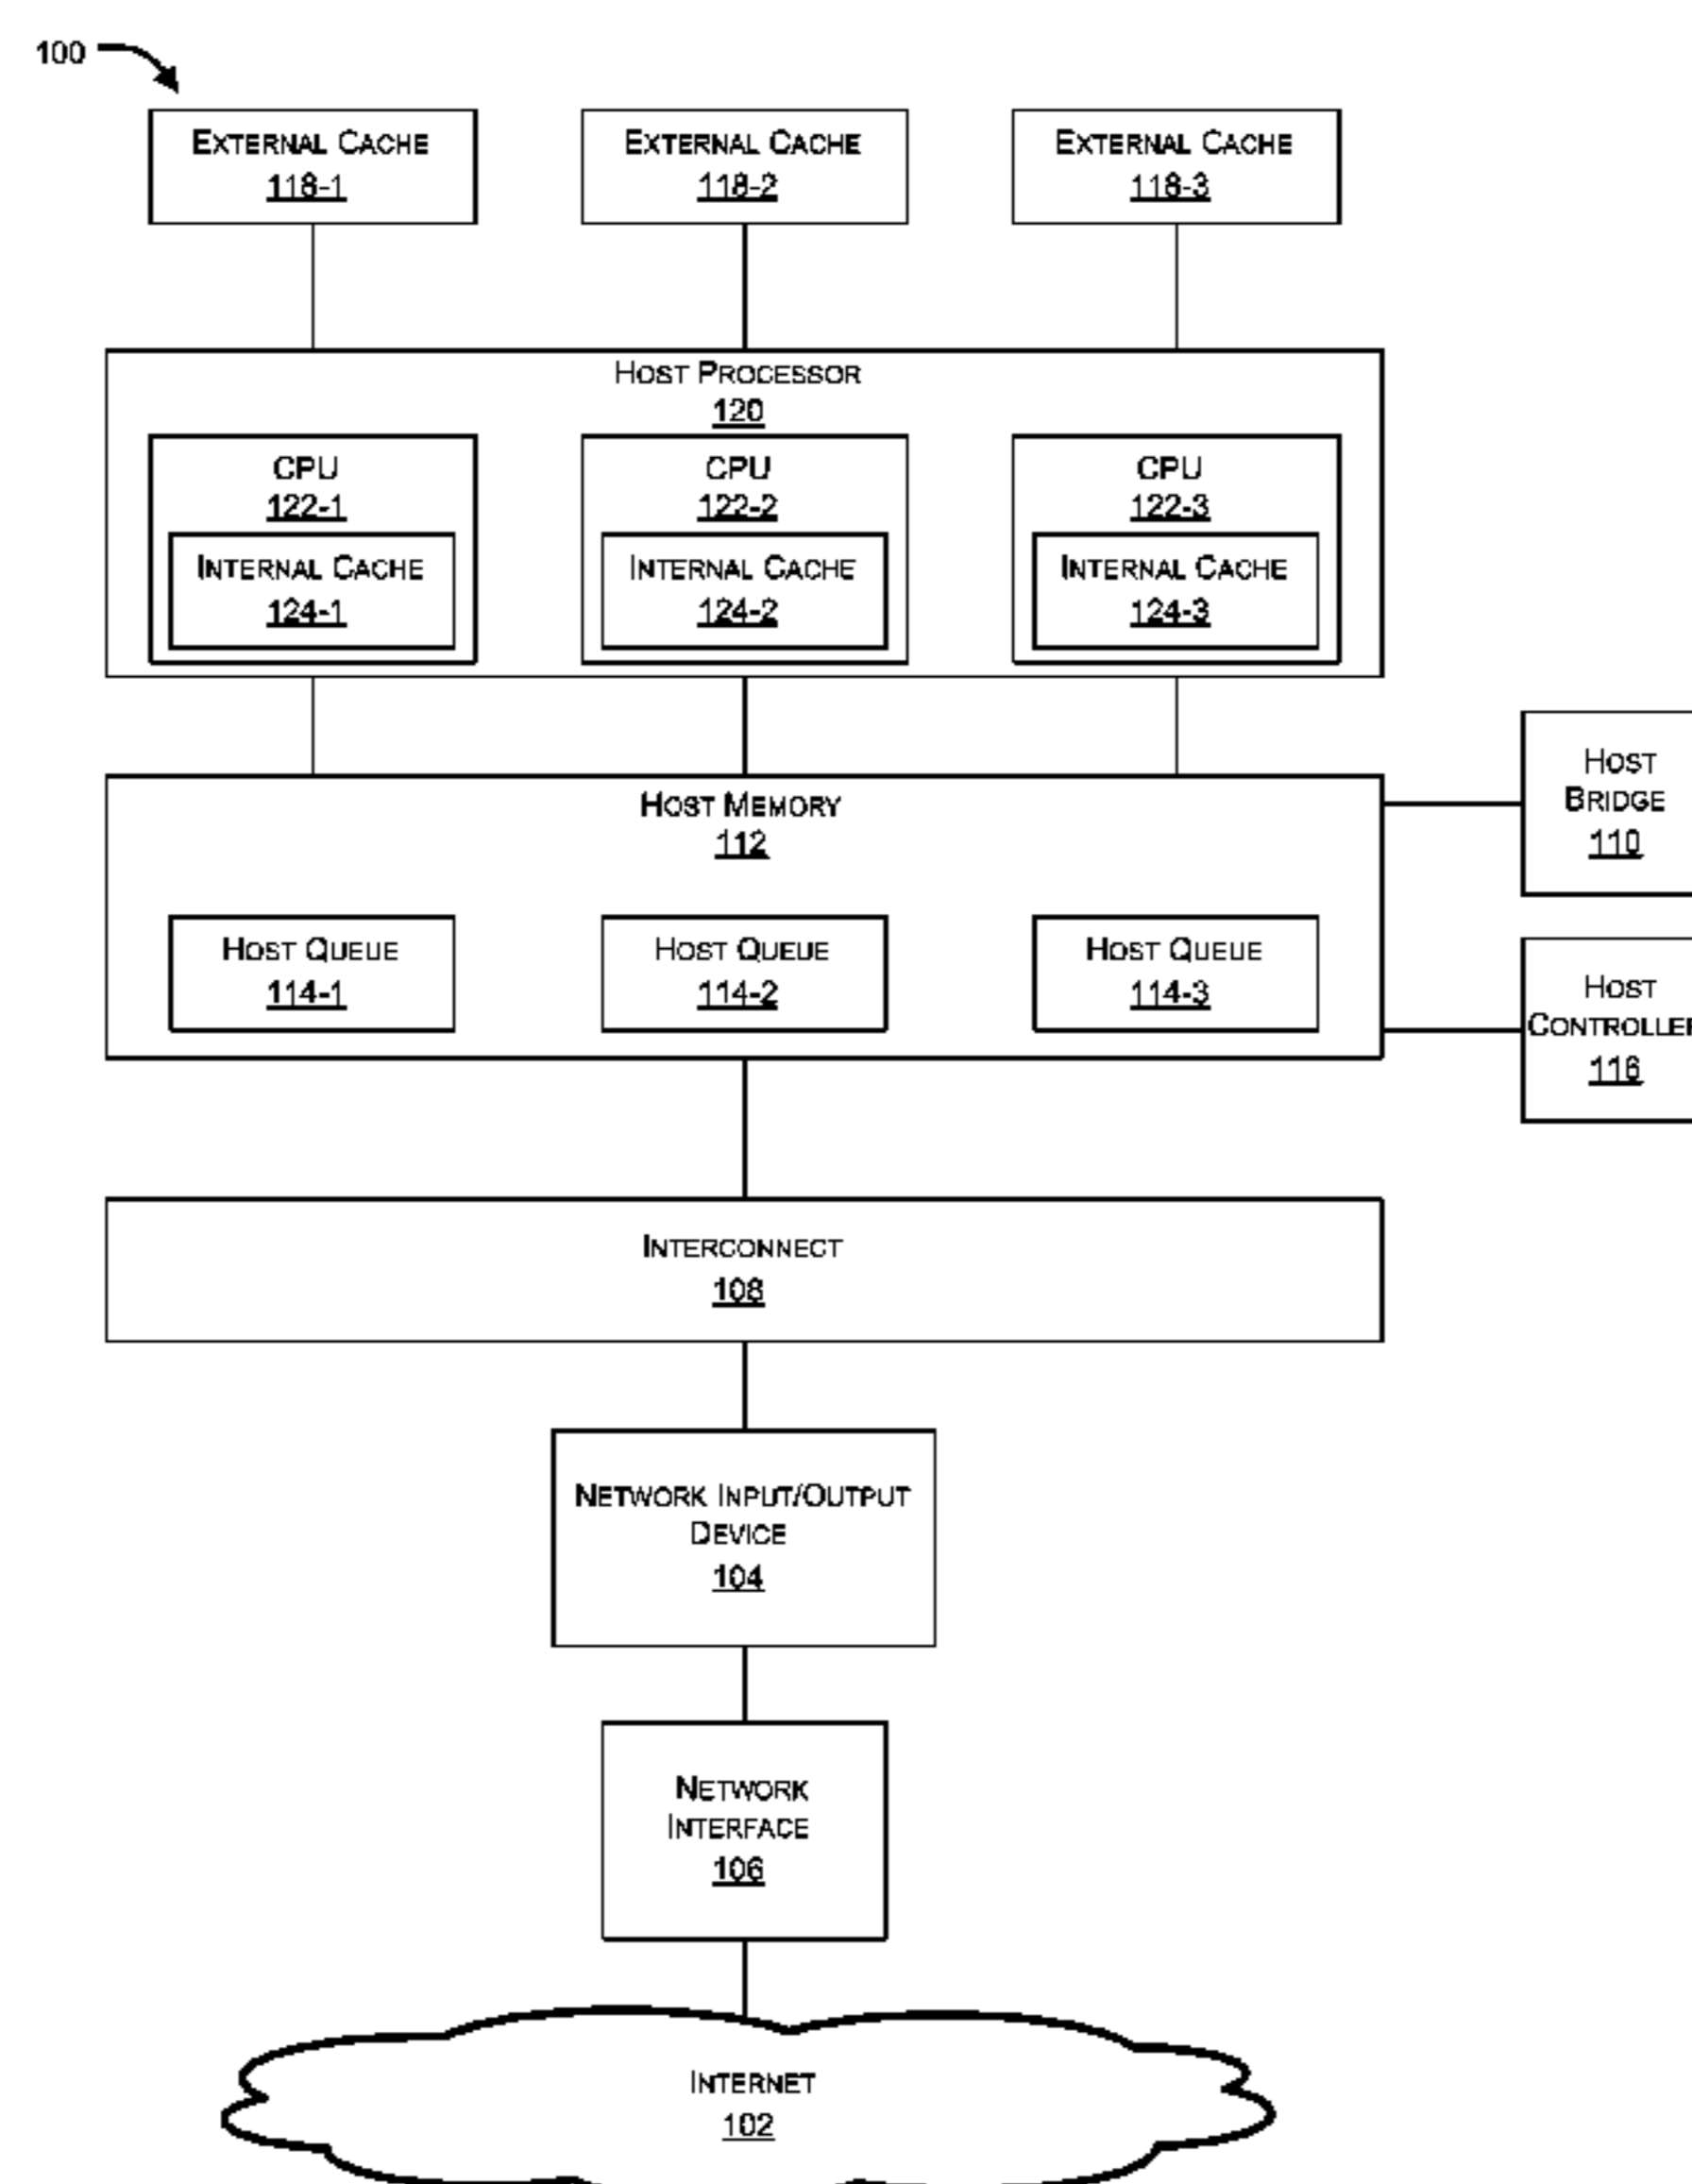 100
EXTERNAL CACHE
118-1
EXTERNAL CACHE
118-2
EXTERNAL CACHE
118-3
HOST PROCESSOR
120
CPU
122-1
INTERNAL CACHE
124-1
CPU
122-2
INTERNAL CACHE
124-2
CPU
122-3
INTERNAL CACHE
124-3
HOST MEMORY
112
HOST QUEUE
114-1
HOST QUEUE
114-2
HOST QUEUE
114-3
HOST
BRIDGE
110
HOST
CONTROLLER
116
INTERCONNECT
108
NETWORK INPUT/OUTPUT
DEVICE
104
NETWORK
INTERFACE
106
INTERNET
102